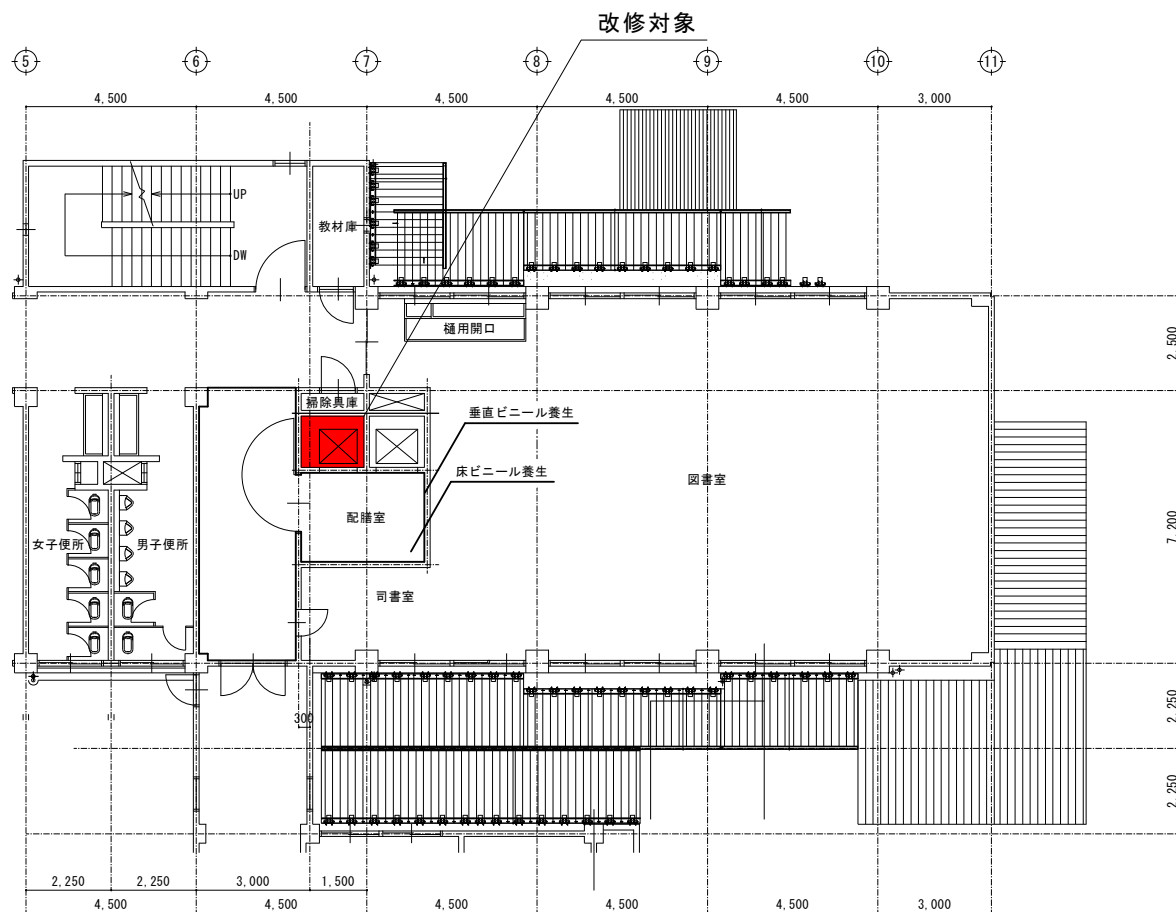 改修対象
5 6 7 8 9 10 11
4,500 4,500 4,500 4,500 4,500 3,000
UP
教材庫
DW
樋用開口
2,500
掃除具庫
垂直ビニール養生
床ビニール養生
図書室
配膳室
7,200
女子便所 男子便所
司書室
300
2,250
2,250
2,250 2,250 3,000 1,500
4,500 4,500 4,500 4,500 4,500 3,000